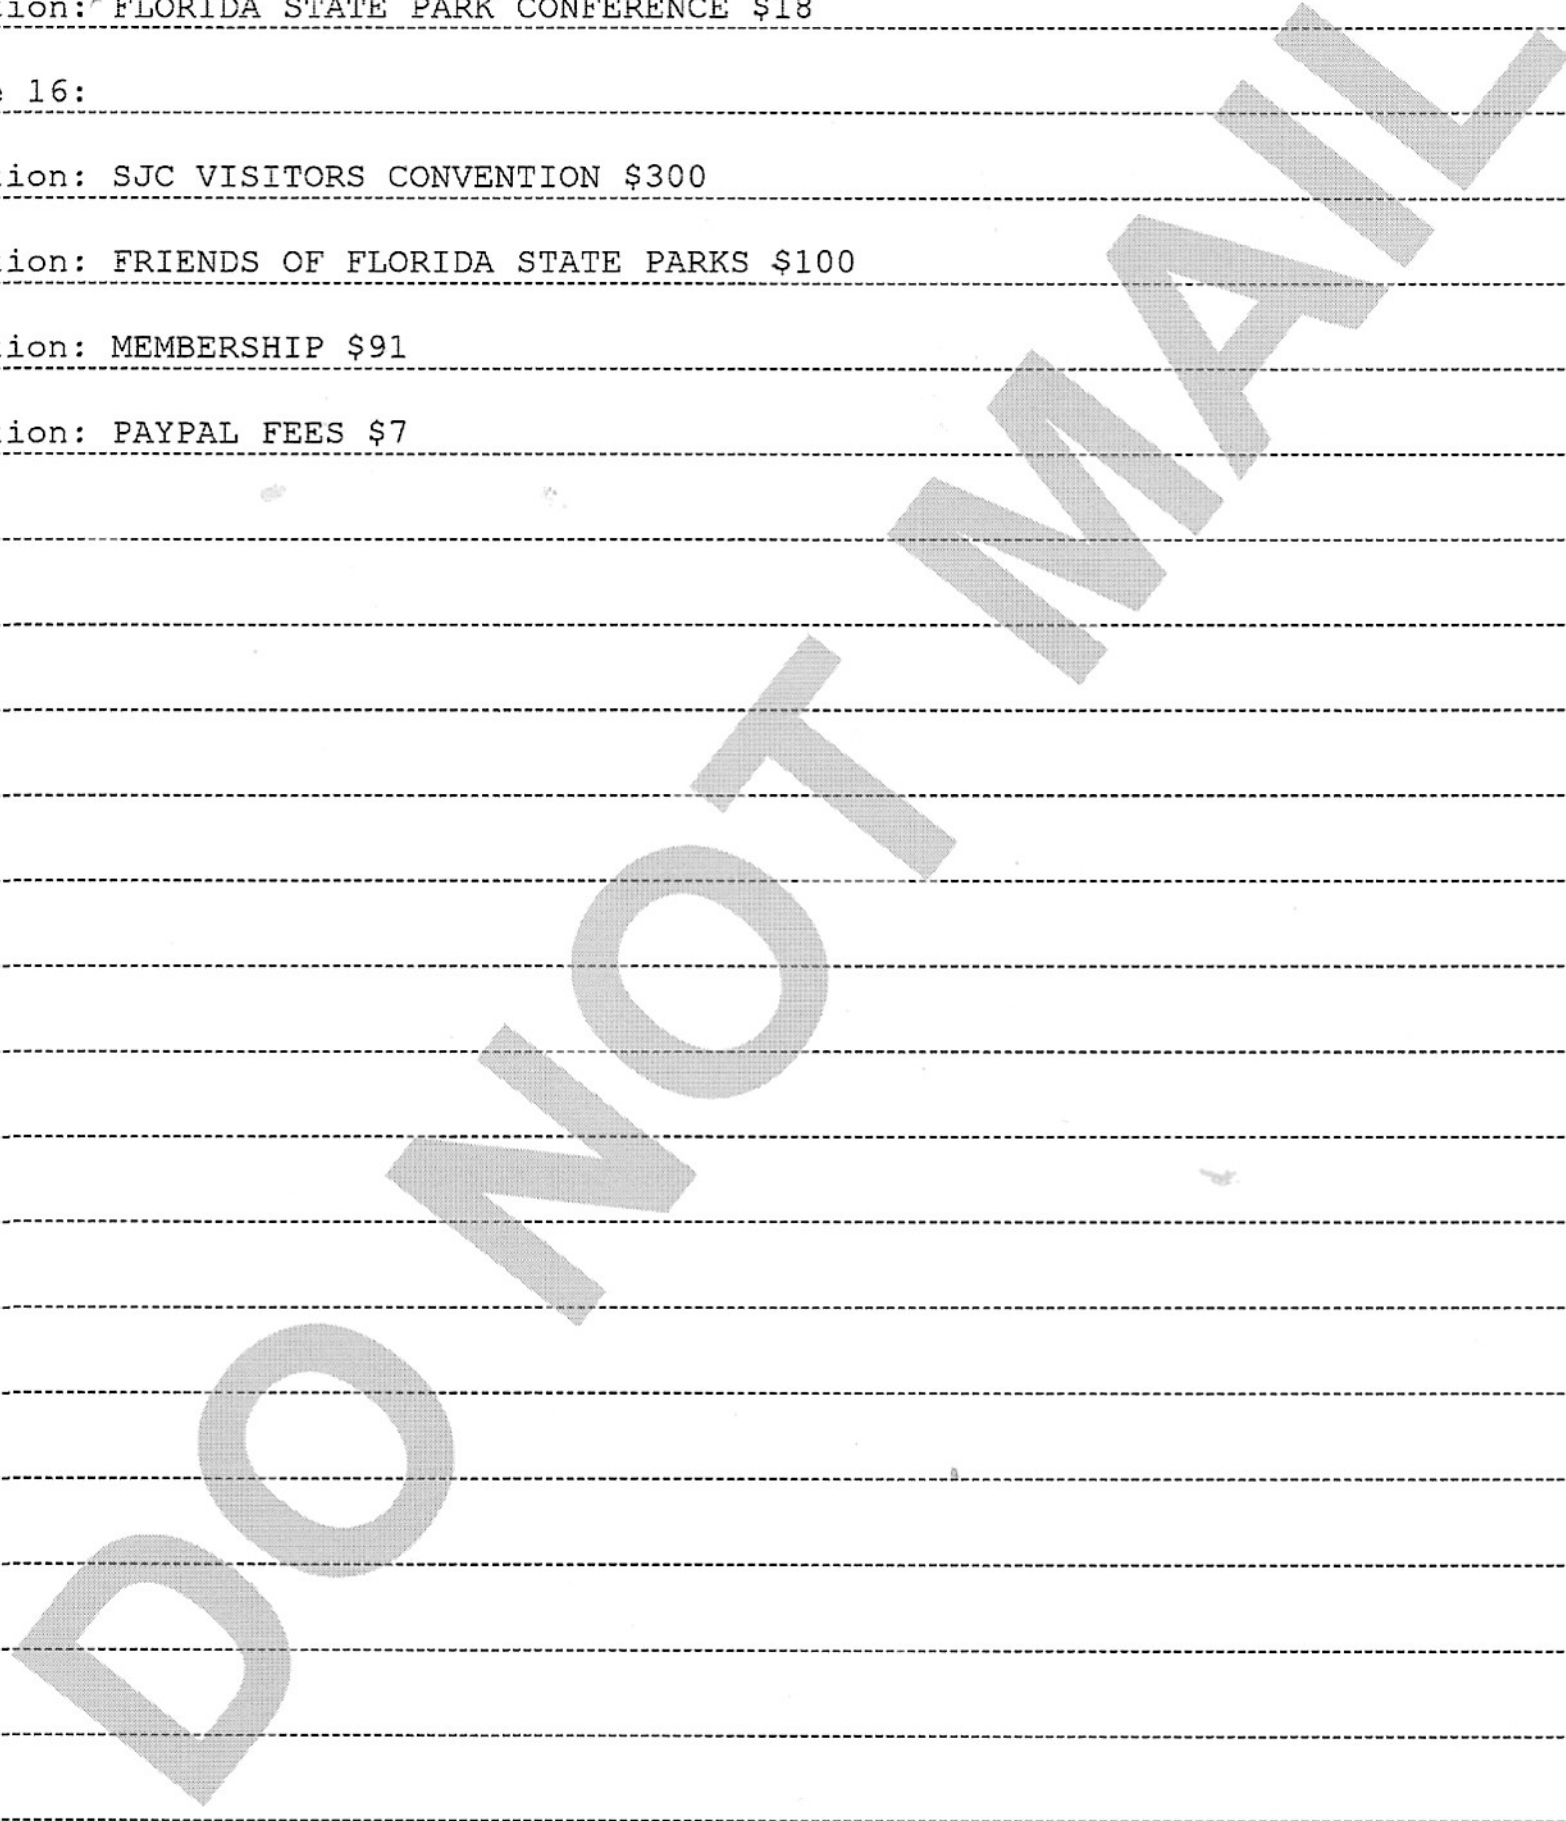 ion: FLORIDA STATE PARK CONFERENCE $18
e 16:
ion: SJC VISITORS CONVENTION $300
ion: FRIENDS OF FLORIDA STATE PARKS $100
ion: MEMBERSHIP $91
ion: PAYPAL FEES $7
DO NOT MAIL